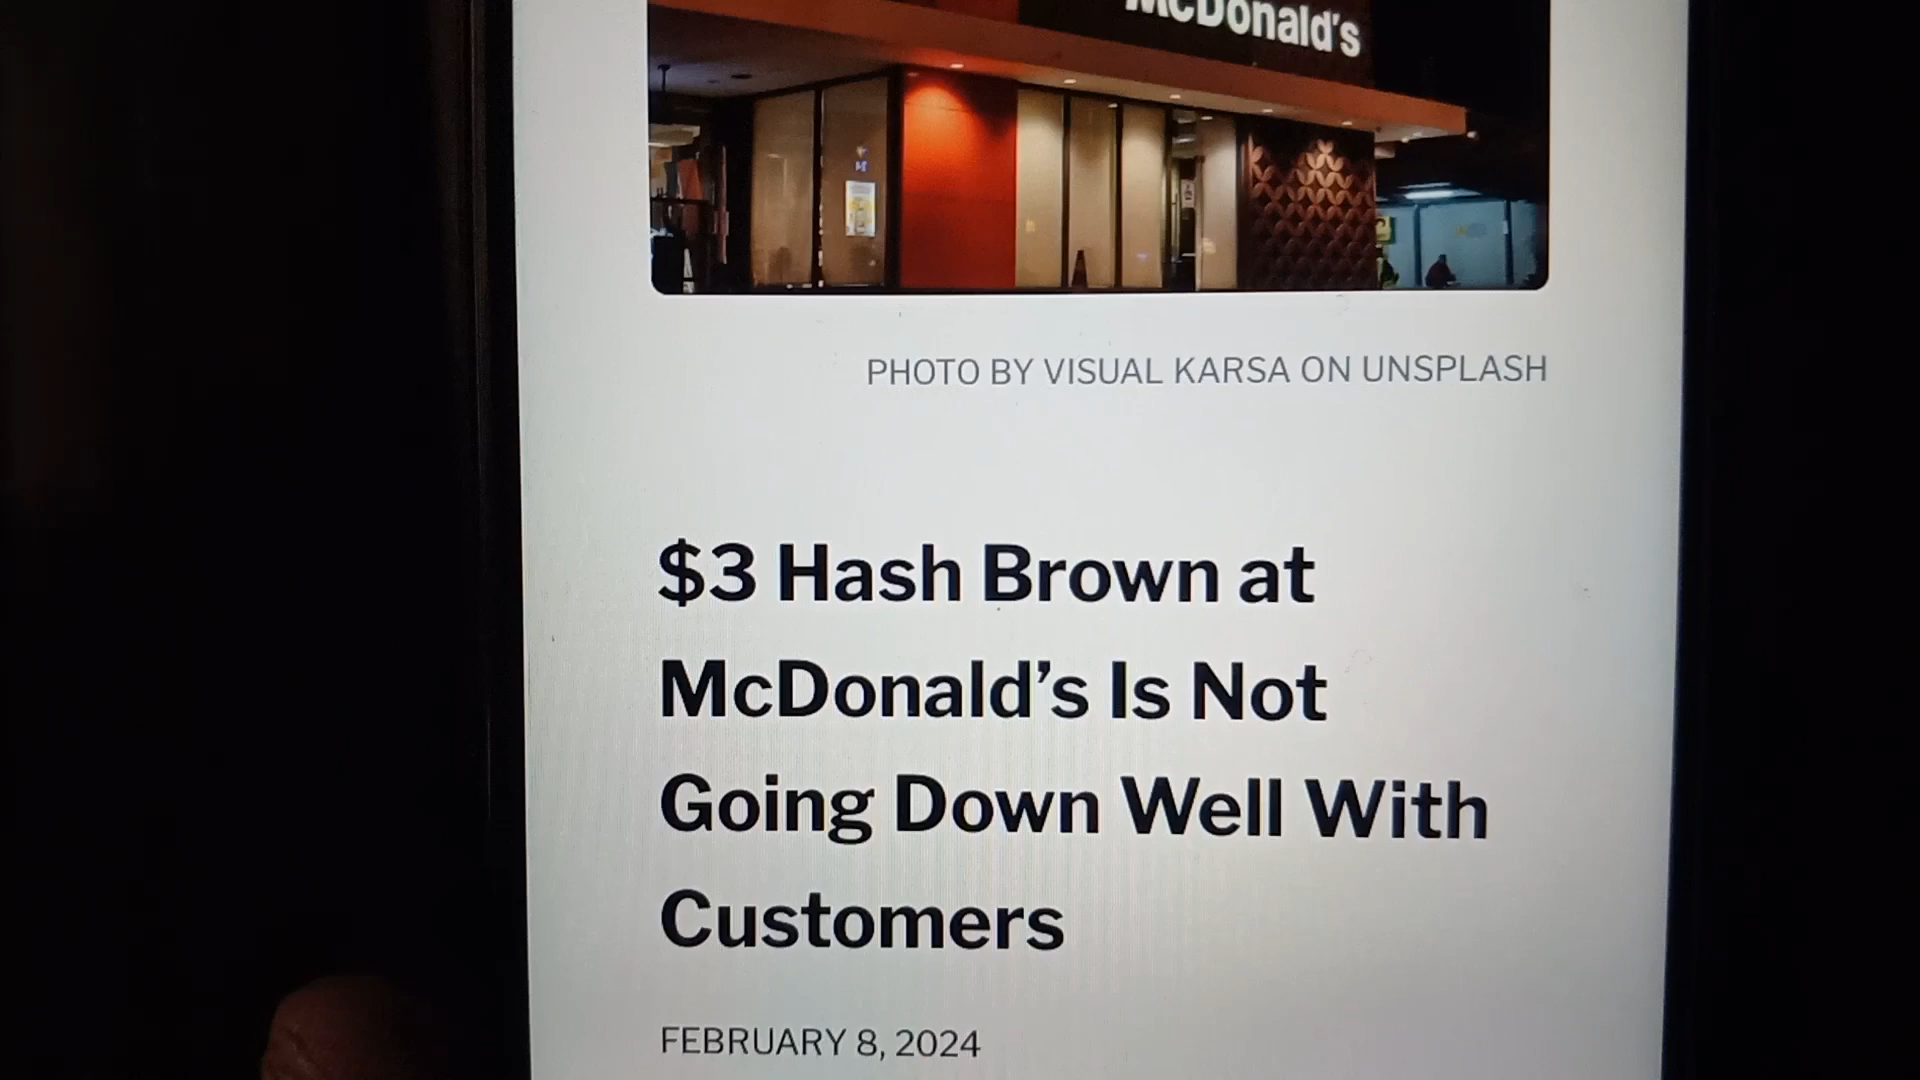 McDonald's
PHOTO BY VISUAL KARSA ON UNSPLASH
$3 Hash Brown at
McDonald’s Is Not
Going Down Well With
Customers
FEBRUARY 8, 2024